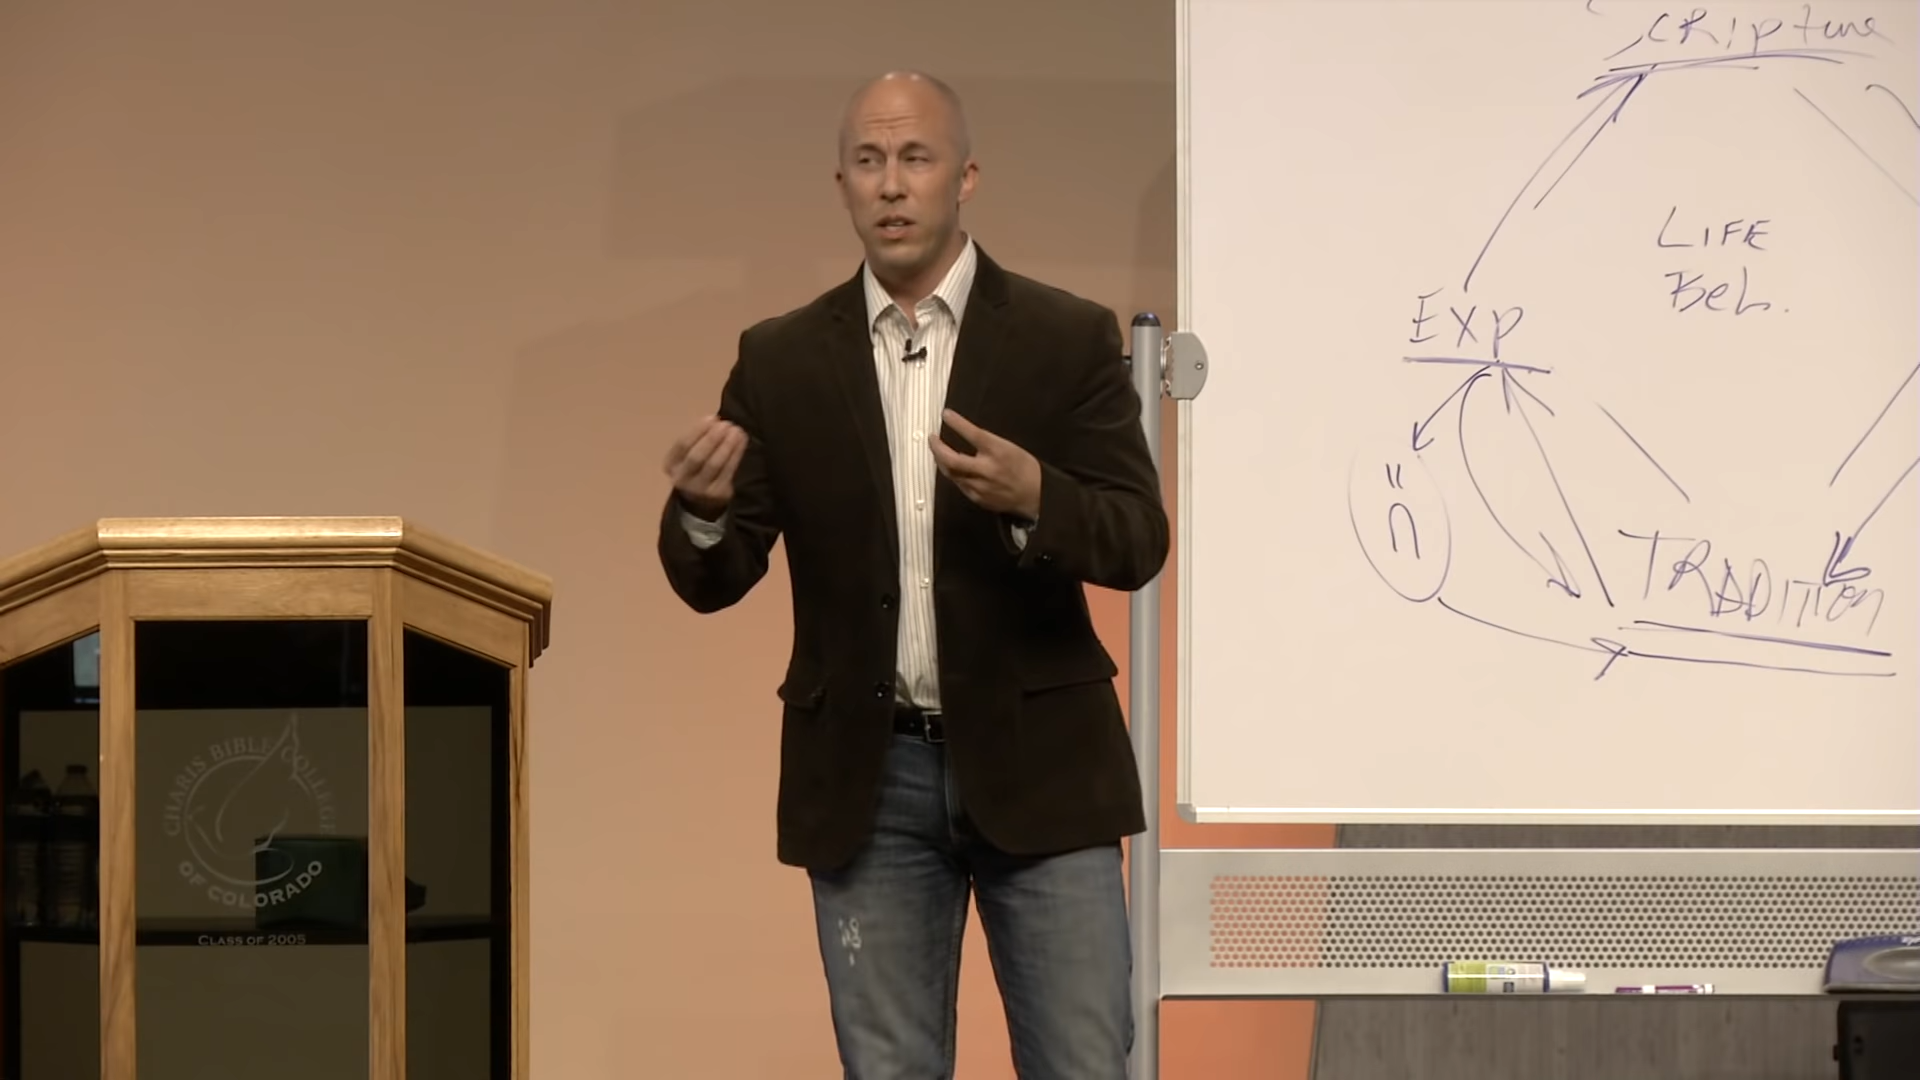 Scripture
LIFE
Bel.
Exp
"
n
TRADITION
CHARIS BIBLE COLLEGE
OF COLORADO
CLASS OF 2005